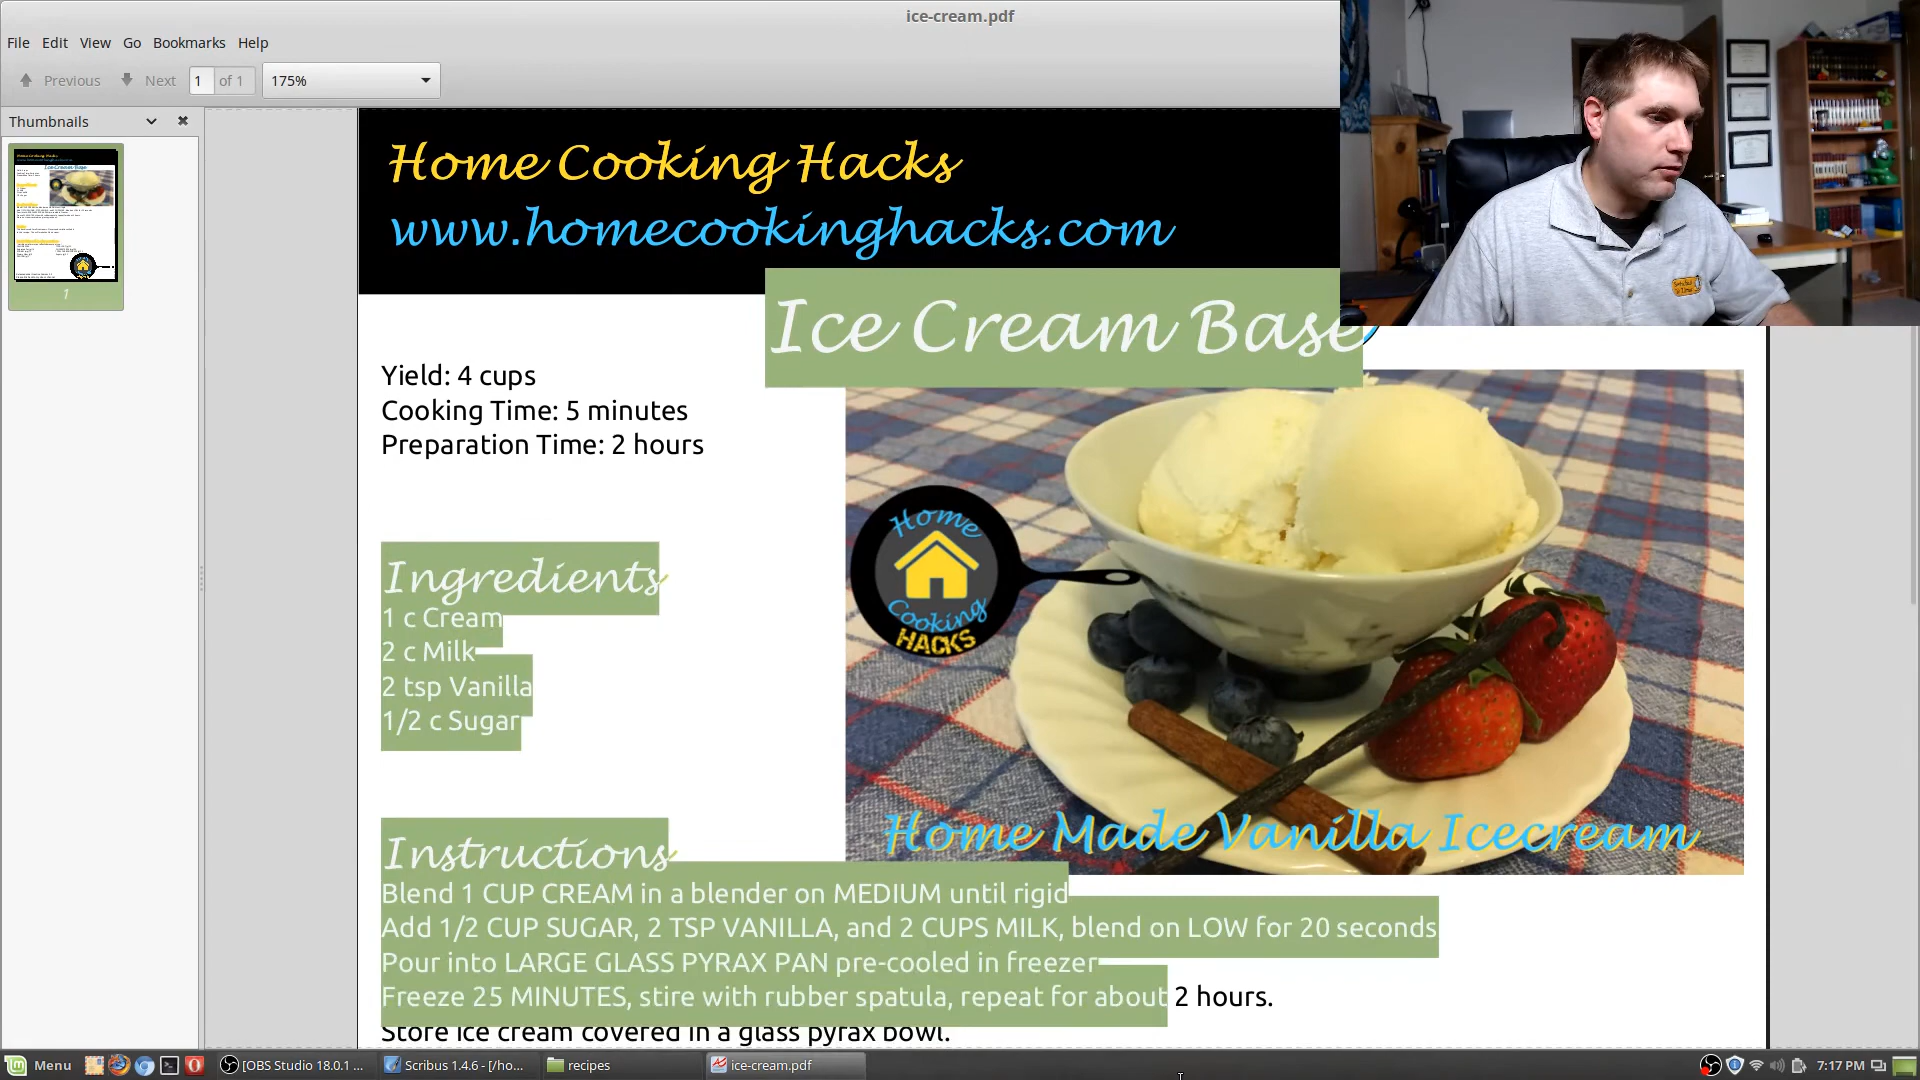 ice-cream.pdf
File Edit View Go Bookmarks Help
Previous Next 1 of 1 175%
Thumbnails
1
Home Cooking Hacks
www.homecookinghacks.com
Ice Cream Base
Yield: 4 cups
Cooking Time: 5 minutes
Preparation Time: 2 hours
Home
Cooking
HACKS
Ingredients
1 c Cream
2 c Milk
2 tsp Vanilla
1/2 c Sugar
Home Made Vanilla Icecream
Instructions
Blend 1 CUP CREAM in a blender on MEDIUM until rigid
Add 1/2 CUP SUGAR, 2 TSP VANILLA, and 2 CUPS MILK, blend on LOW for 20 seconds
Pour into LARGE GLASS PYRAX PAN pre-cooled in freezer
Freeze 25 MINUTES, stire with rubber spatula, repeat for about 2 hours.
Store ice cream covered in a glass pyrax bowl.
Menu [OBS Studio 18.0.1 ... Scribus 1.4.6 - [/ho... recipes ice-cream.pdf 7:17 PM